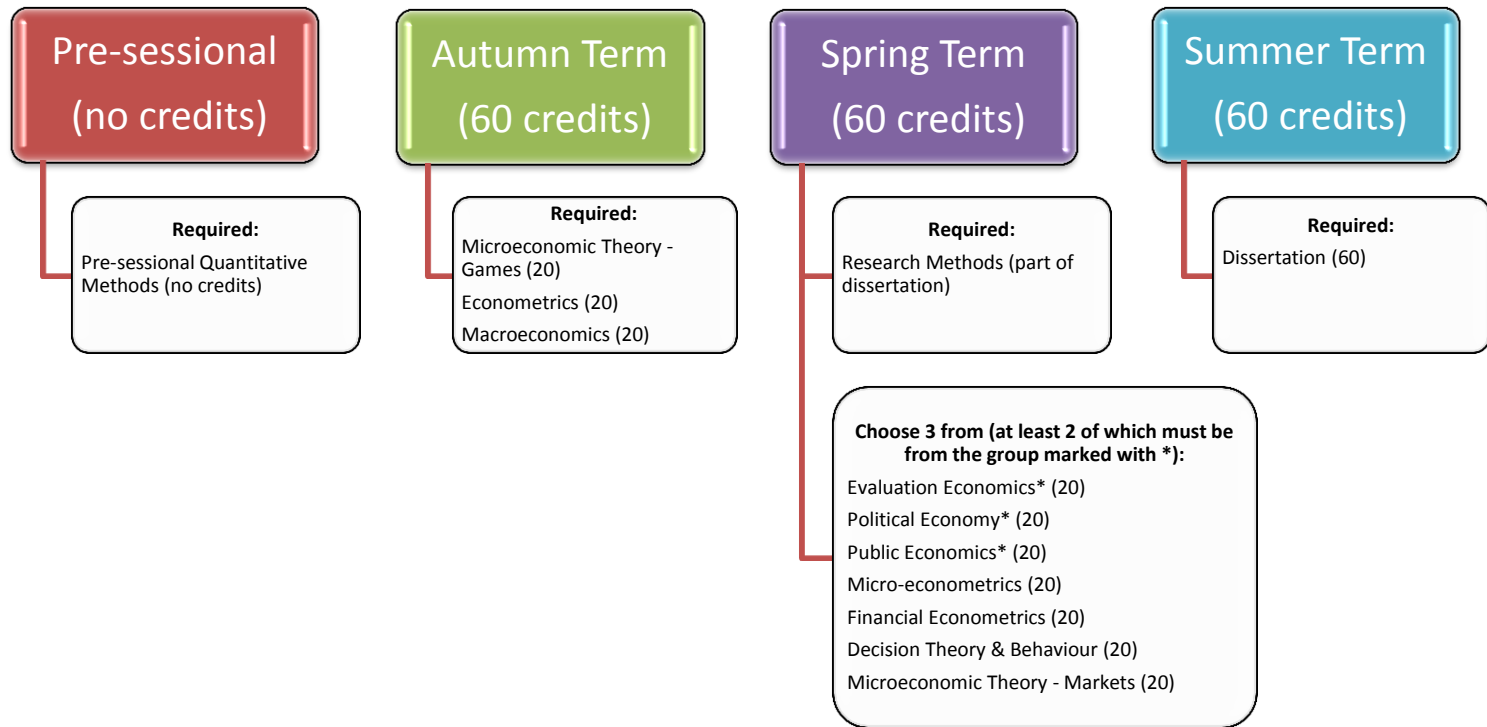 Pre-sessional
(no credits)
Required:
Pre-sessional Quantitative
Methods (no credits)
Autumn Term
(60 credits)
Required:
Microeconomic Theory -
Games (20)
Econometrics (20)
Macroeconomics (20)
Spring Term
(60 credits)
Required:
Research Methods (part of
dissertation)
Choose 3 from (at least 2 of which must be
from the group marked with *):
Evaluation Economics* (20)
Political Economy* (20)
Public Economics* (20)
Micro-econometrics (20)
Financial Econometrics (20)
Decision Theory & Behaviour (20)
Microeconomic Theory - Markets (20)
Summer Term
(60 credits)
Required:
Dissertation (60)